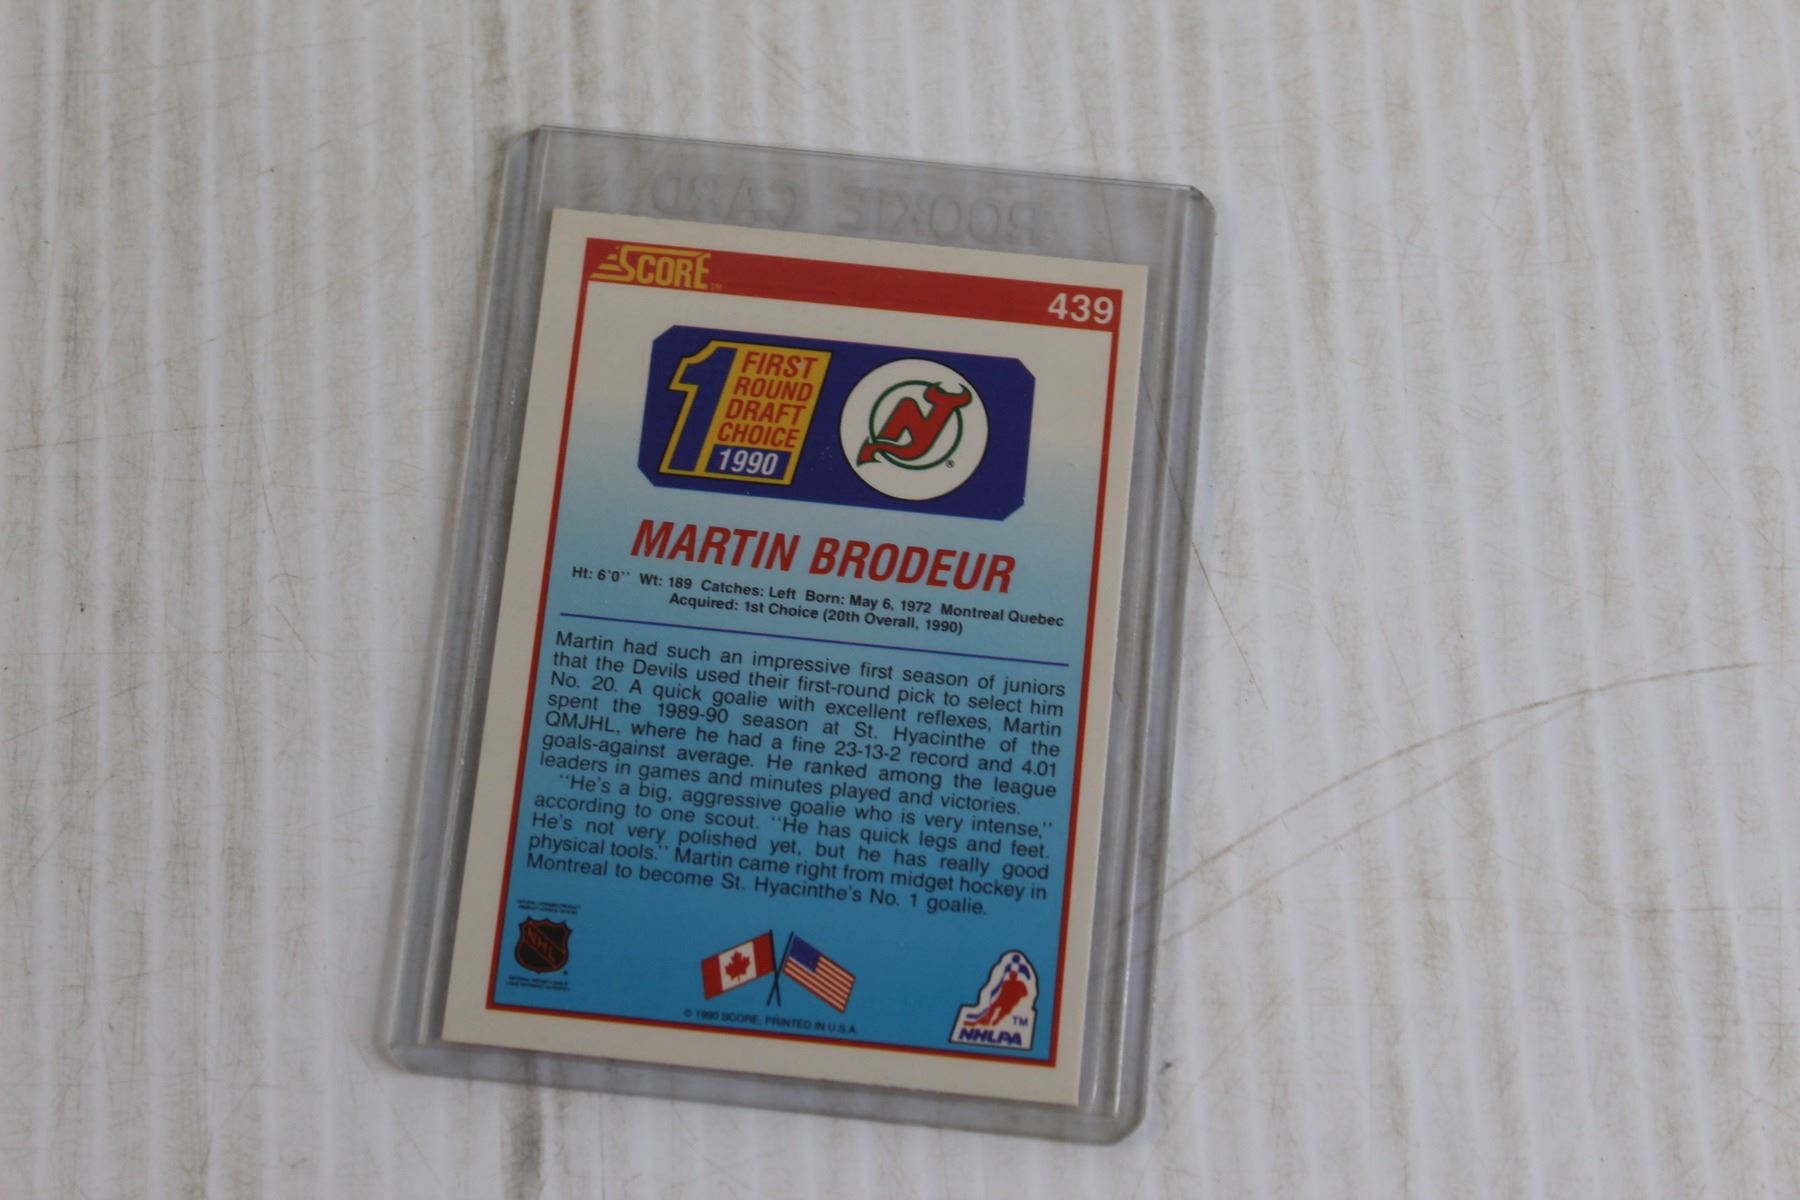 ROOKIE CARD
SCORE TM
439
1 FIRST
ROUND
DRAFT
CHOICE
1990
MARTIN BRODEUR
Ht: 6'0'' Wt: 189 Catches: Left Born: May 6, 1972 Montreal Quebec
Acquired: 1st Choice (20th Overall, 1990)
Martin had such an impressive first season of juniors
that the Devils used their first-round pick to select him
No. 20. A quick goalie with excellent reflexes, Martin
spent the 1989-90 season at St. Hyacinthe of the
QMJHL, where he had a fine 23-13-2 record and 4.01
goals-against average. He ranked among the league
leaders in games and minutes played and victories.
''He's a big, aggressive goalie who is very intense,''
according to one scout. ''He has quick legs and feet.
He's not very polished yet, but he has really good
physical tools.'' Martin came right from midget hockey in
Montreal to become St. Hyacinthe's No. 1 goalie.
NHL
© 1990 SCORE, PRINTED IN U.S.A.
TM
NHLPA